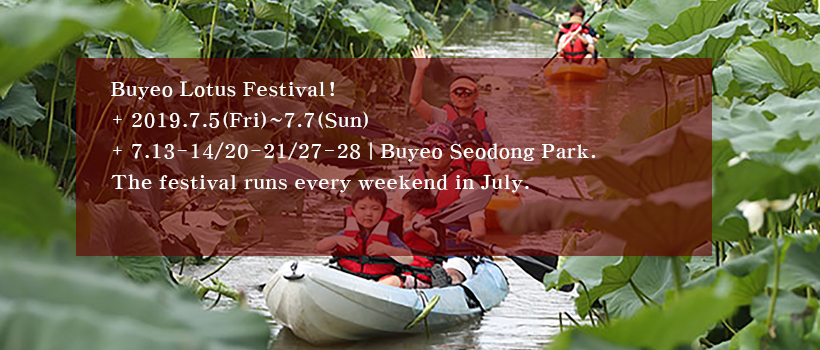 Buyeo Lotus Festival!
+ 2019.7.5(Fri)~7.7(Sun)
+ 7.13-14/20-21/27-28 | Buyeo Seodong Park.
The festival runs every weekend in July.